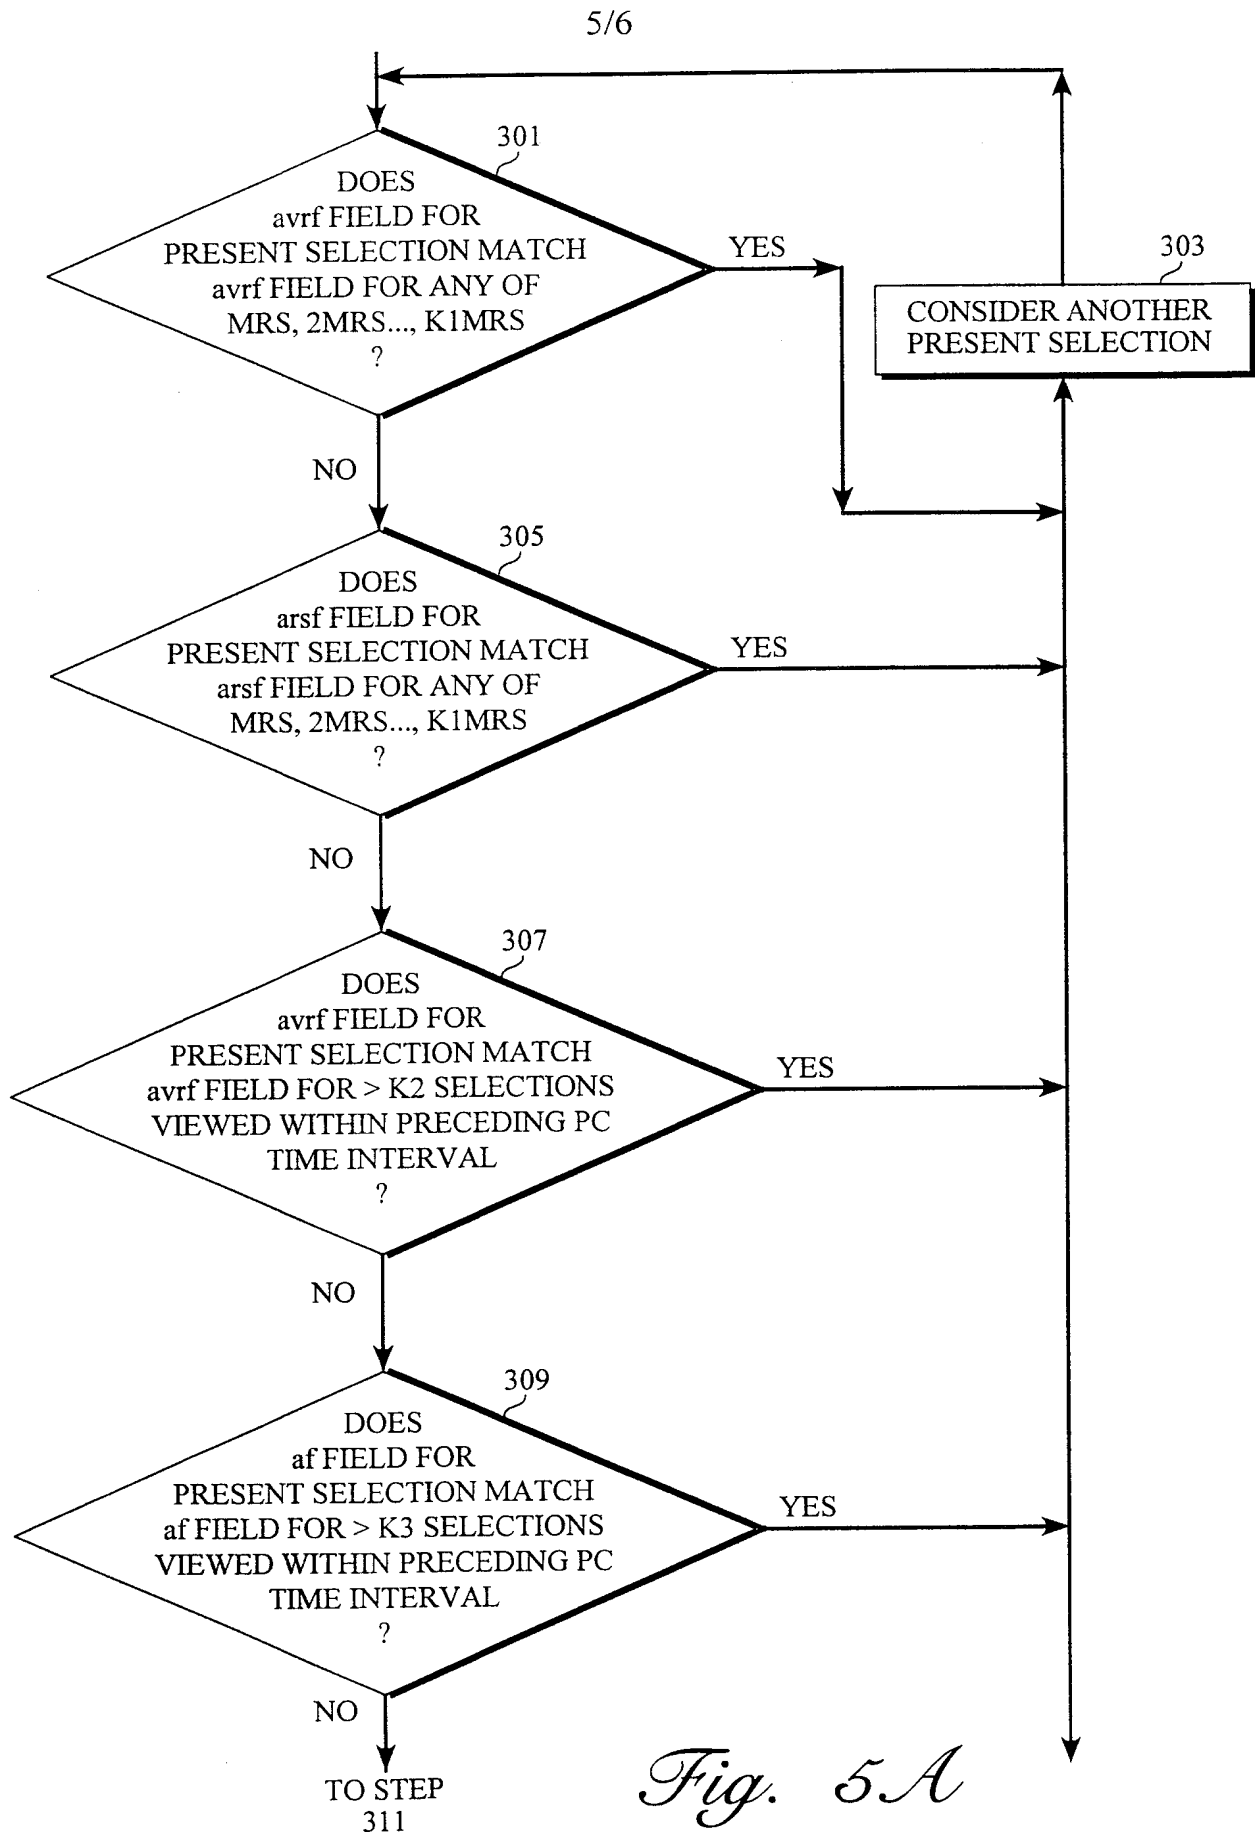 5/6
301
DOES
avrf FIELD FOR
PRESENT SELECTION MATCH
avrf FIELD FOR ANY OF
MRS, 2MRS..., K1MRS
?
YES
303
CONSIDER ANOTHER
PRESENT SELECTION
NO
305
DOES
arsf FIELD FOR
PRESENT SELECTION MATCH
arsf FIELD FOR ANY OF
MRS, 2MRS..., K1MRS
?
YES
NO
307
DOES
avrf FIELD FOR
PRESENT SELECTION MATCH
avrf FIELD FOR > K2 SELECTIONS
VIEWED WITHIN PRECEDING PC
TIME INTERVAL
?
YES
NO
309
DOES
af FIELD FOR
PRESENT SELECTION MATCH
af FIELD FOR > K3 SELECTIONS
VIEWED WITHIN PRECEDING PC
TIME INTERVAL
?
YES
NO
TO STEP
311
Fig. 5A